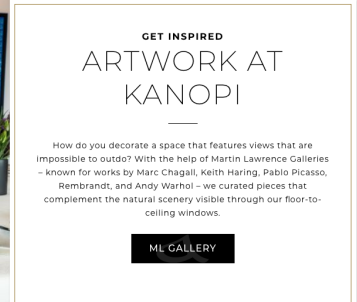 GET INSPIRED
ARTWORK AT
KANOPI
How do you decorate a space that features views that are
impossible to outdo? With the help of Martin Lawrence Galleries
– known for works by Marc Chagall, Keith Haring, Pablo Picasso,
Rembrandt, and Andy Warhol – we curated pieces that
complement the natural scenery visible through our floor-to-
ceiling windows.
ML GALLERY